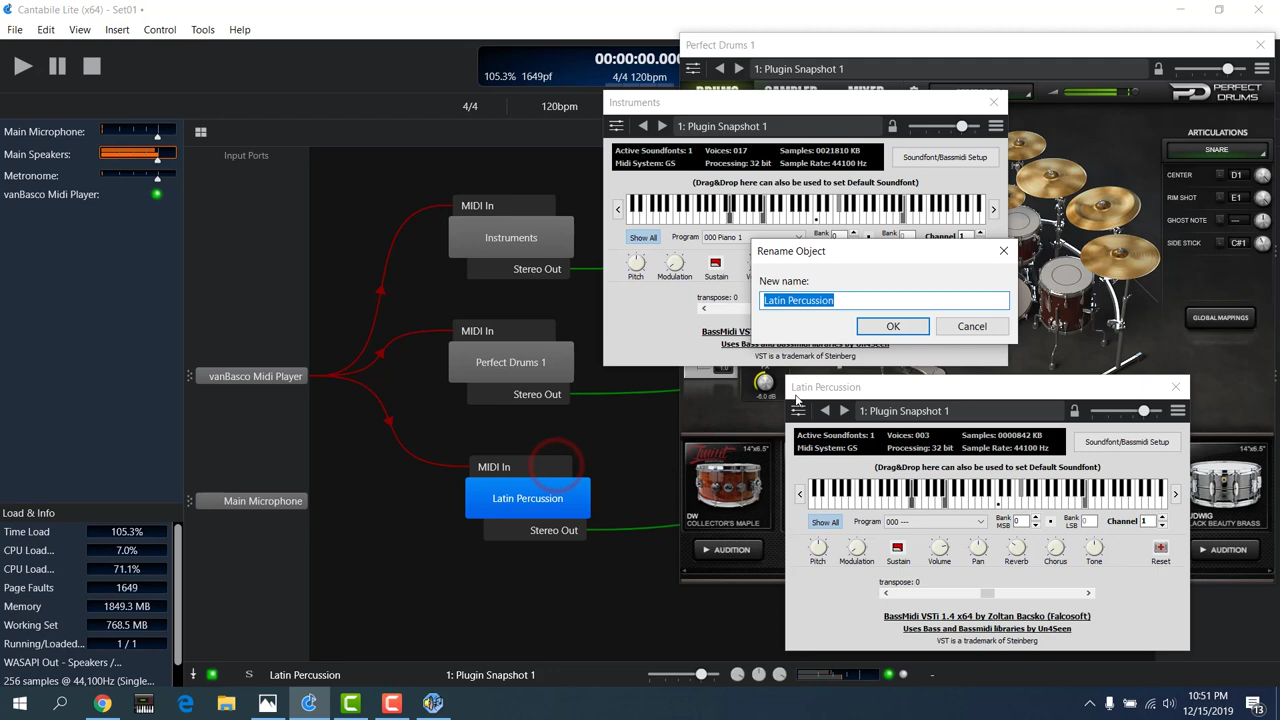 Cantabile Lite (x64) - Set01 •
File Edit View Insert Control Tools Help
00:00:00.000
105.3% 1649pf
4/4 120bpm
4/4
120bpm
Main Microphone:
Main Speakers:
Metronome:
vanBasco Midi Player:
Input Ports
MIDI In
Instruments
Stereo Out
MIDI In
Perfect Drums 1
Stereo Out
vanBasco Midi Player
MIDI In
Latin Percussion
Stereo Out
Main Microphone
Load & Info
Time Load 105.3%
CPU Load... 7.0%
CPU Load... 71.1%
Page Faults 1649
Memory 1849.3 MB
Working Set 768.5 MB
Running/Loaded... 1 / 1
WASAPI Out - Speakers /...
256 samples @ 44,100Hz (Single...
S
Latin Percussion
1: Plugin Snapshot 1
-
Perfect Drums 1
1: Plugin Snapshot 1
PERFECT
DRUMS
ARTICULATIONS
SNARE
CENTER D1
RIM SHOT E1
GHOST NOTE ---
SIDE STICK C#1
GLOBAL MAPPINGS
-6.0 dB
DW
COLLECTOR'S MAPLE
14"x6.5"
AUDITION
14"x6.5"
AUDITION
Instruments
1: Plugin Snapshot 1
Active Soundfonts: 1 Voices: 017 Samples: 0021810 KB
Midi System: GS Processing: 32 bit Sample Rate: 44100 Hz
Soundfont/Bassmidi Setup
(Drag&Drop here can also be used to set Default Soundfont)
Show All Program 000 Piano 1 Bank 0 Bank 0 Channel 1
Pitch Modulation Sustain
transpose: 0
VST is a trademark of Steinberg
Rename Object
New name:
Latin Percussion
OK Cancel
Latin Percussion
1: Plugin Snapshot 1
Active Soundfonts: 1 Voices: 003 Samples: 0000842 KB
Midi System: GS Processing: 32 bit Sample Rate: 44100 Hz
Soundfont/Bassmidi Setup
(Drag&Drop here can also be used to set Default Soundfont)
Show All Program 000 --- Bank MSB 0 Bank LSB 0 Channel 1
Pitch Modulation Sustain Volume Pan Reverb Chorus Tone Reset
transpose: 0
BassMidi VSTi 1.4 x64 by Zoltan Bacsko (Falcosoft)
Uses Bass and Bassmidi libraries by Un4Seen
VST is a trademark of Steinberg
10:51 PM
12/15/2019
13